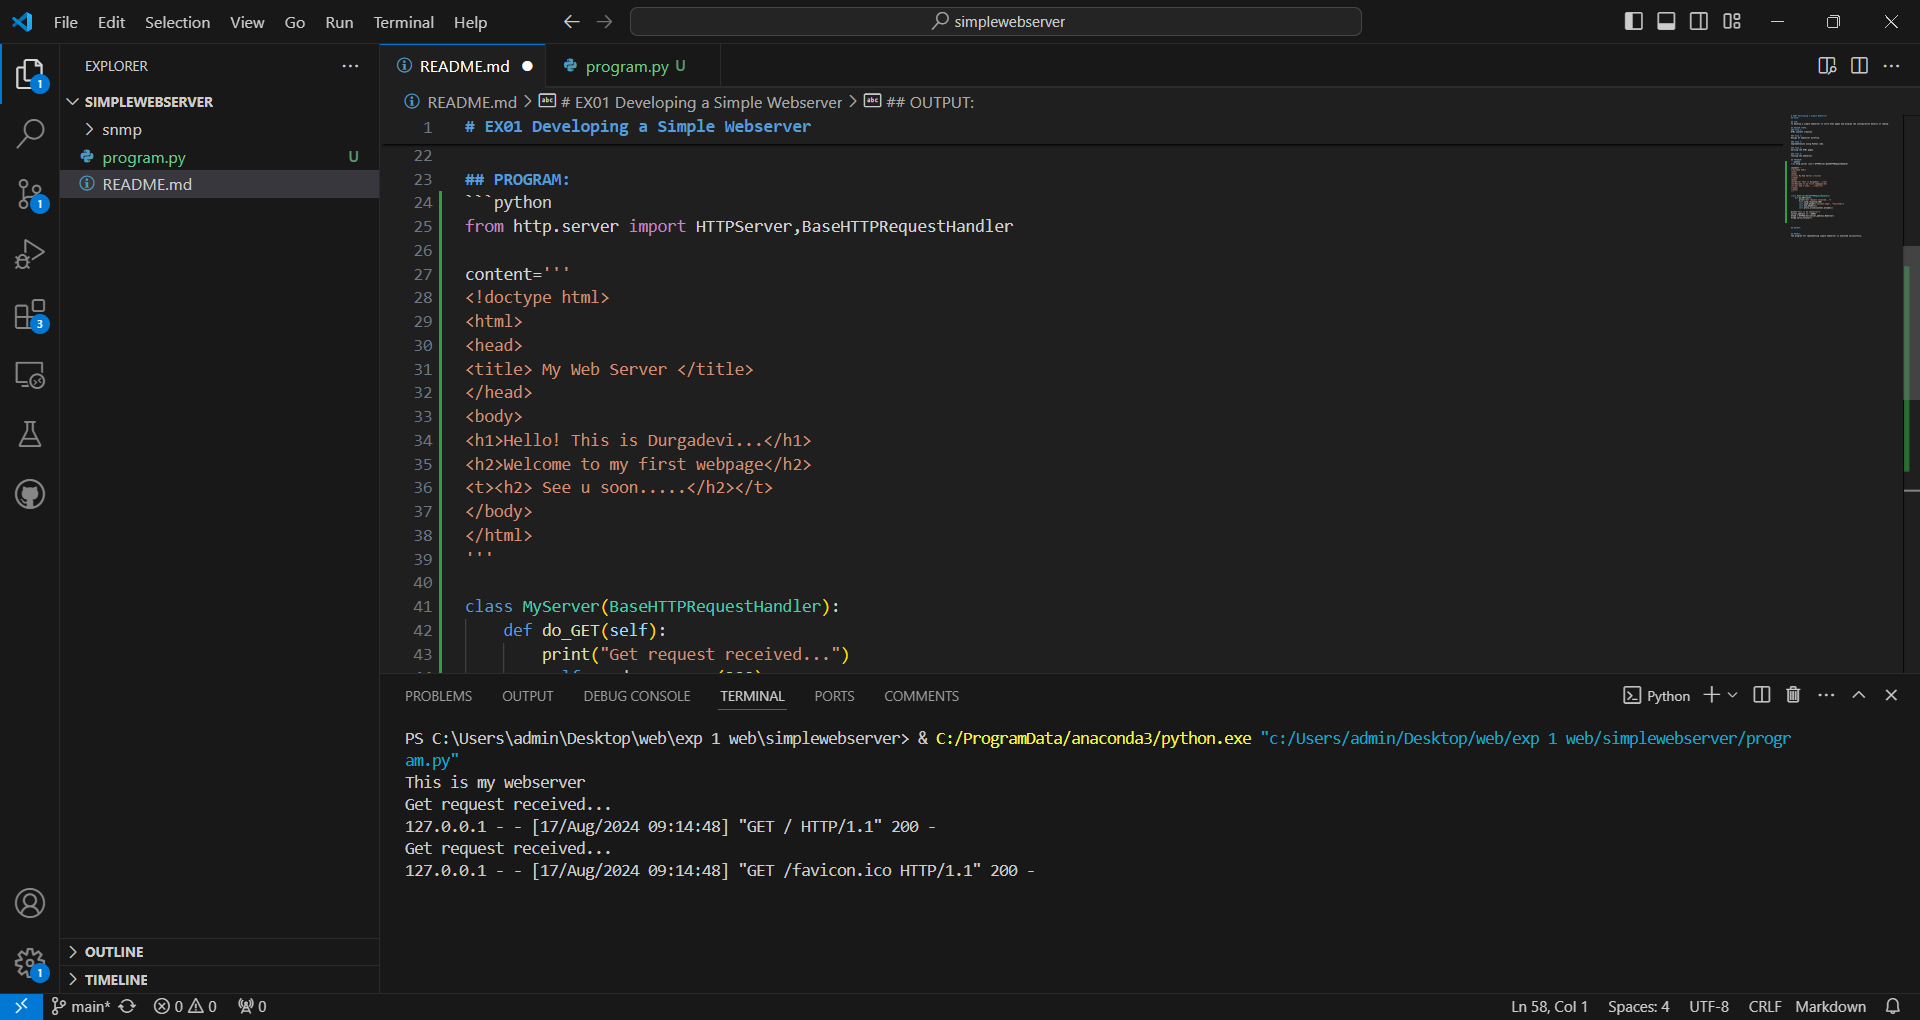 File Edit Selection View Go Run Terminal Help
simplewebserver
EXPLORER
SIMPLEWEBSERVER
snmp
program.py U
README.md
OUTLINE
TIMELINE
README.md
program.py U
README.md > # EX01 Developing a Simple Webserver > ## OUTPUT:
1 # EX01 Developing a Simple Webserver
22
23 ## PROGRAM:
24 ```python
25 from http.server import HTTPServer,BaseHTTPRequestHandler
26
27 content='''
28 <!doctype html>
29 <html>
30 <head>
31 <title> My Web Server </title>
32 </head>
33 <body>
34 <h1>Hello! This is Durgadevi...</h1>
35 <h2>Welcome to my first webpage</h2>
36 <t><h2> See u soon.....</h2></t>
37 </body>
38 </html>
39 '''
40
41 class MyServer(BaseHTTPRequestHandler):
42 def do_GET(self):
43 print("Get request received...")
PROBLEMS OUTPUT DEBUG CONSOLE TERMINAL PORTS COMMENTS
Python
PS C:\Users\admin\Desktop\web\exp 1 web\simplewebserver> & C:/ProgramData/anaconda3/python.exe "c:/Users/admin/Desktop/web/exp 1 web/simplewebserver/progr
am.py"
This is my webserver
Get request received...
127.0.0.1 - - [17/Aug/2024 09:14:48] "GET / HTTP/1.1" 200 -
Get request received...
127.0.0.1 - - [17/Aug/2024 09:14:48] "GET /favicon.ico HTTP/1.1" 200 -
1
1
3
1
main* 0 0 0
Ln 58, Col 1 Spaces: 4 UTF-8 CRLF Markdown